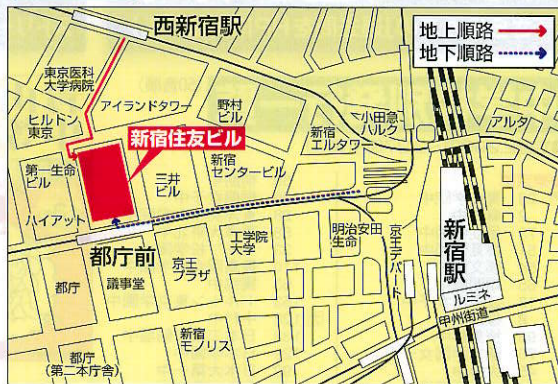 西新宿駅
地上順路
地下順路
東京医科
大学病院
アイランドタワー
野村
ビル
小田急
ハルク
アルタ
ヒルトン
東京
新宿住友ビル
新宿
エルタワー
第一生命
ビル
三井
ビル
新宿
センタービル
ハイアット
都庁前
工学院
大学
明治安田
生命
京王デパート
新宿駅
都庁
議事堂
京王
プラザ
ルミネ
甲州街道
新宿
モノリス
都庁
(第二本庁舎)